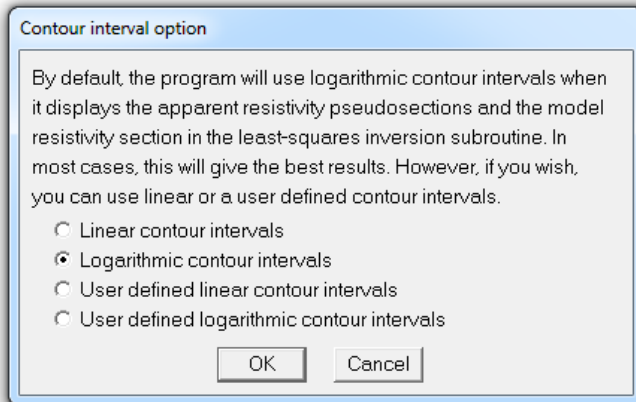 Contour interval option
By default, the program will use logarithmic contour intervals when
it displays the apparent resistivity pseudosections and the model
resistivity section in the least-squares inversion subroutine. In
most cases, this will give the best results. However, if you wish,
you can use linear or a user defined contour intervals.
Linear contour intervals
Logarithmic contour intervals
User defined linear contour intervals
User defined logarithmic contour intervals
OK Cancel